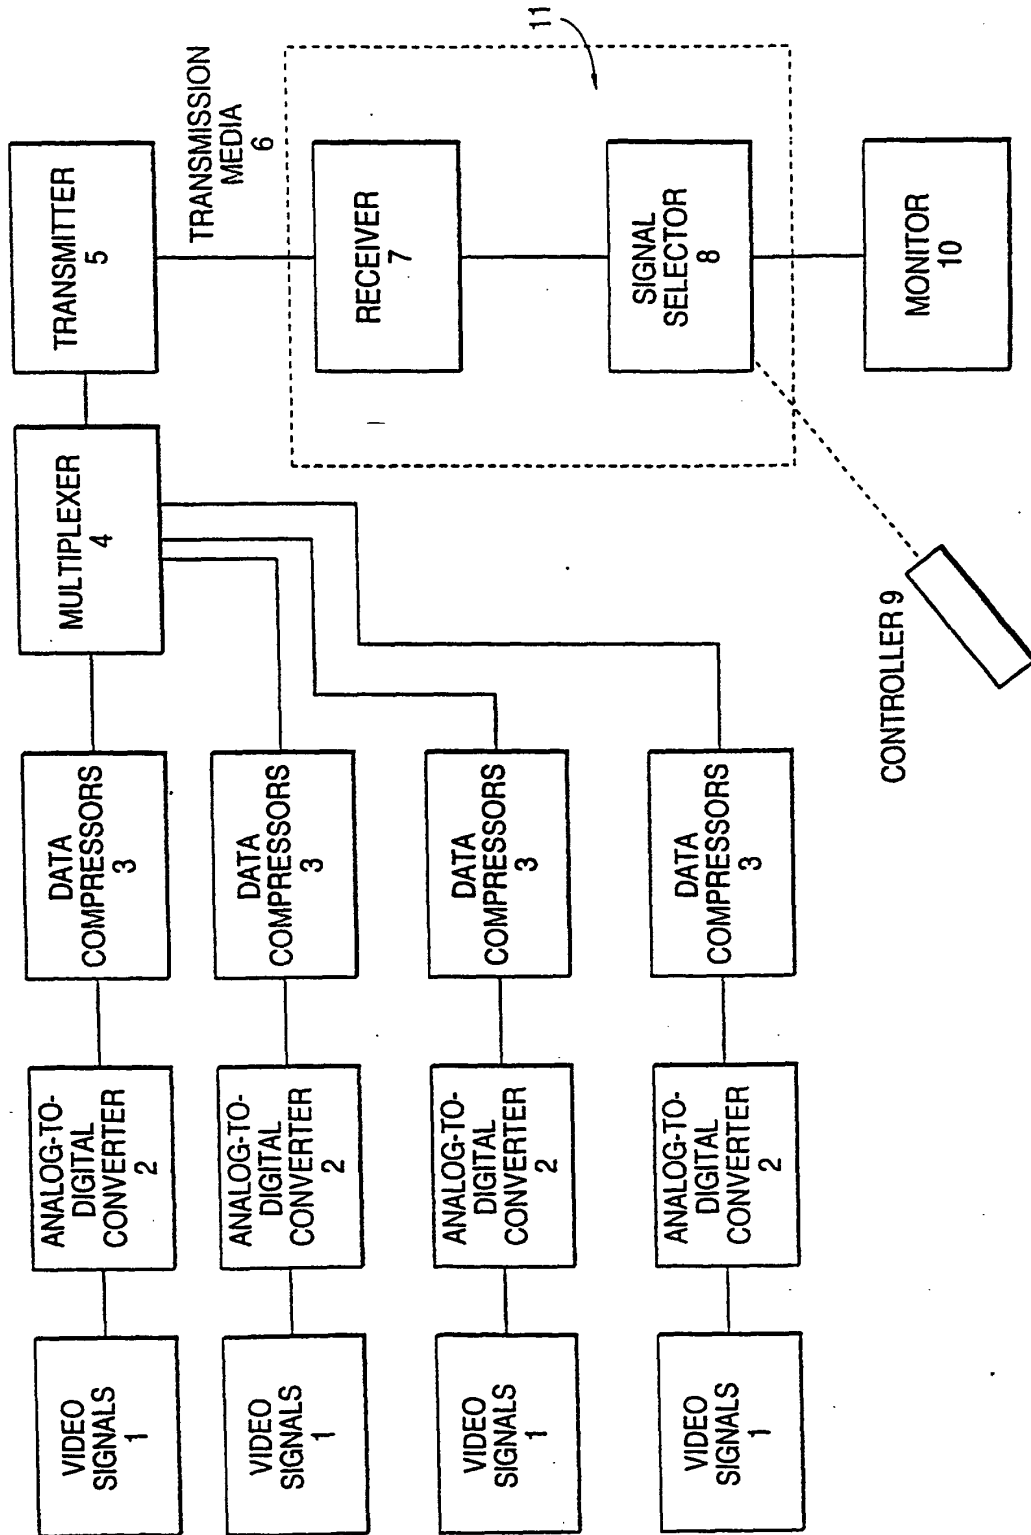 VIDEO
SIGNALS
1
ANALOG-TO-
DIGITAL
CONVERTER
2
DATA
COMPRESSORS
3
MULTIPLEXER
4
TRANSMITTER
5
VIDEO
SIGNALS
1
ANALOG-TO-
DIGITAL
CONVERTER
2
DATA
COMPRESSORS
3
VIDEO
SIGNALS
1
ANALOG-TO-
DIGITAL
CONVERTER
2
DATA
COMPRESSORS
3
VIDEO
SIGNALS
1
ANALOG-TO-
DIGITAL
CONVERTER
2
DATA
COMPRESSORS
3
TRANSMISSION
MEDIA
6
RECEIVER
7
11
SIGNAL
SELECTOR
8
CONTROLLER 9
MONITOR
10